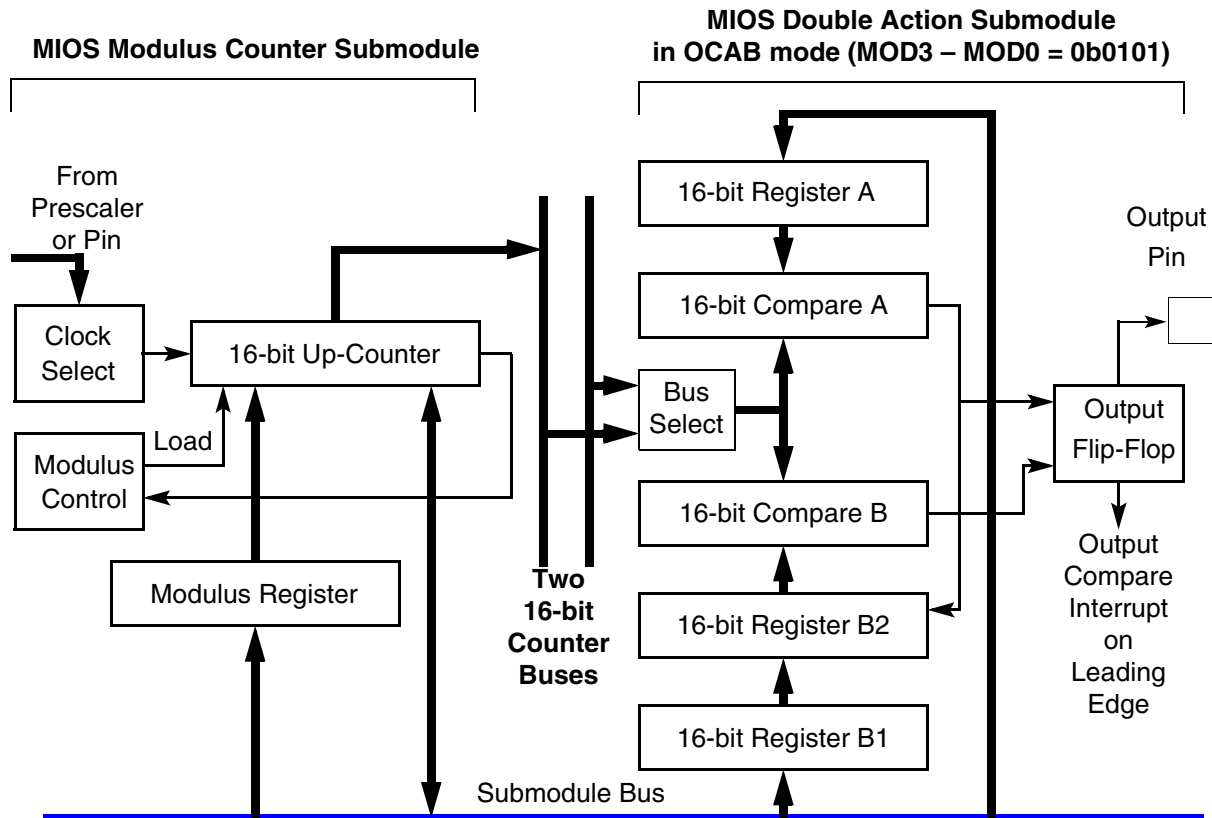 MIOS Modulus Counter Submodule
MIOS Double Action Submodule
in OCAB mode (MOD3 – MOD0 = 0b0101)
From
Prescaler
or Pin
Clock
Select
16-bit Up-Counter
Load
Modulus
Control
Modulus Register
Two
16-bit
Counter
Buses
16-bit Register A
16-bit Compare A
Bus
Select
16-bit Compare B
16-bit Register B2
16-bit Register B1
Output
Pin
Output
Flip-Flop
Output
Compare
Interrupt
on
Leading
Edge
Submodule Bus